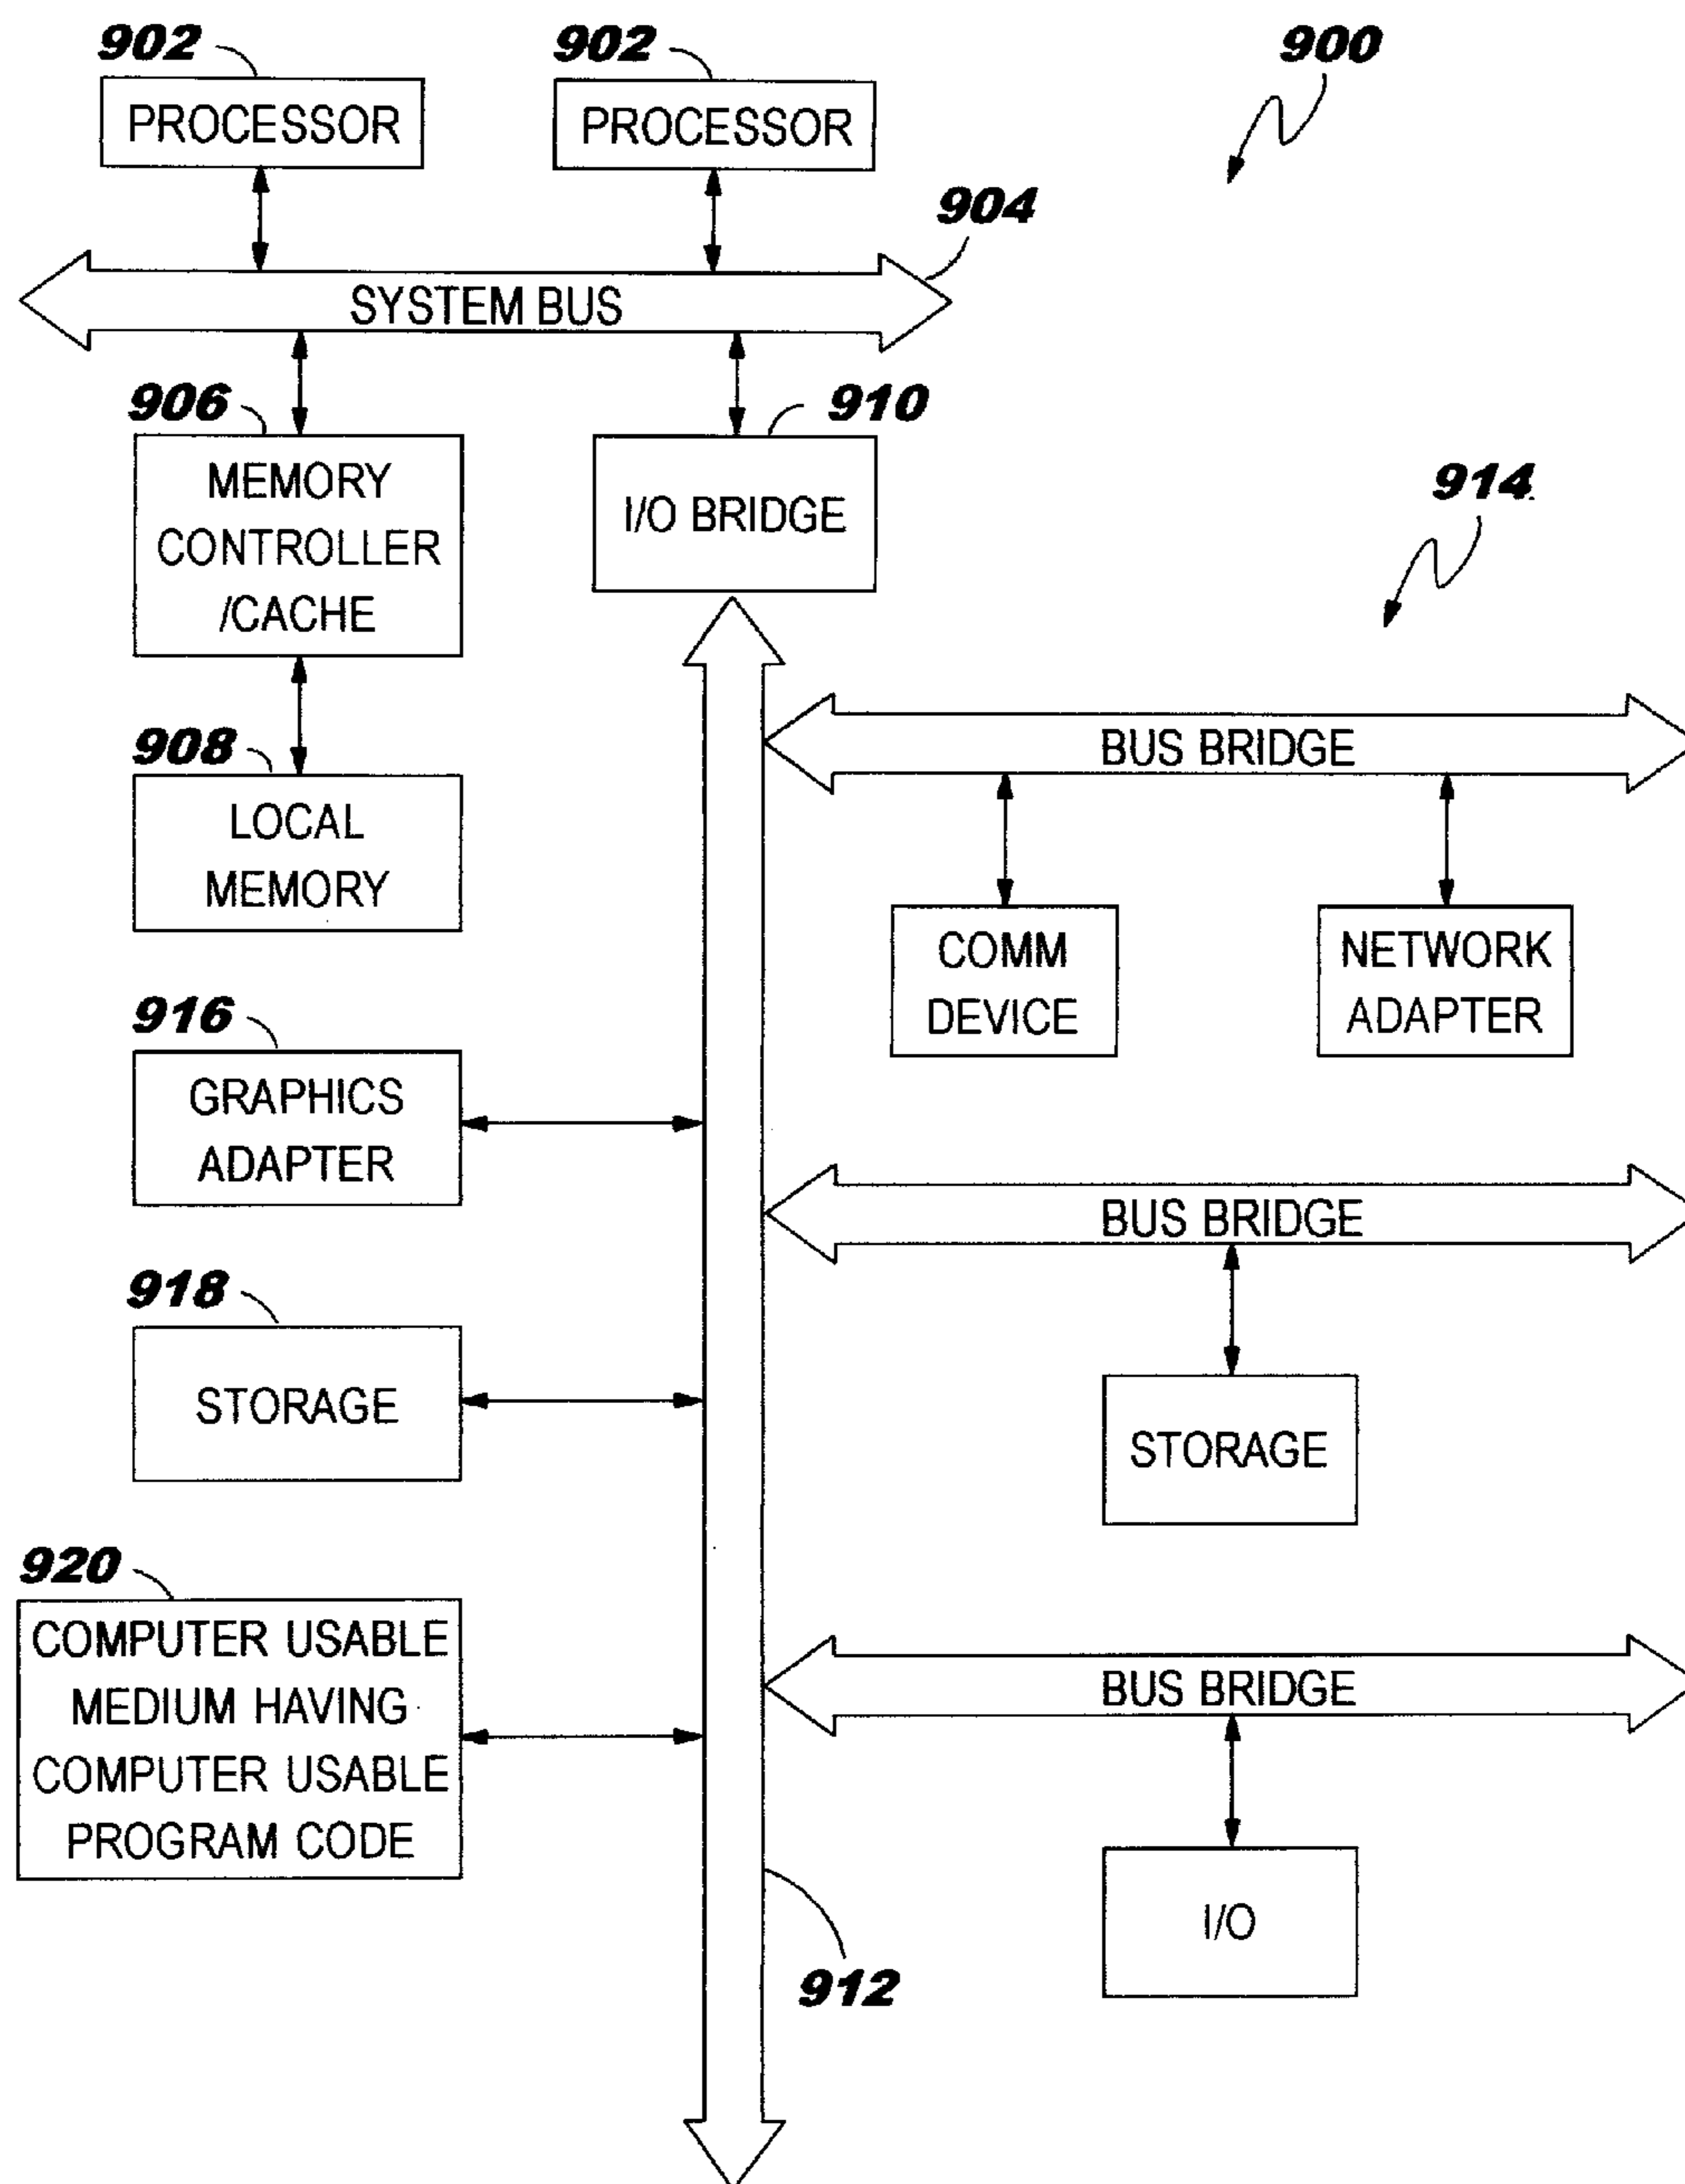 902
902
900
PROCESSOR
PROCESSOR
904
SYSTEM BUS
906
910
MEMORY
CONTROLLER
/CACHE
I/O BRIDGE
914
908
LOCAL
MEMORY
BUS BRIDGE
COMM
DEVICE
NETWORK
ADAPTER
916
GRAPHICS
ADAPTER
BUS BRIDGE
918
STORAGE
STORAGE
920
COMPUTER USABLE
MEDIUM HAVING
COMPUTER USABLE
PROGRAM CODE
BUS BRIDGE
I/O
912